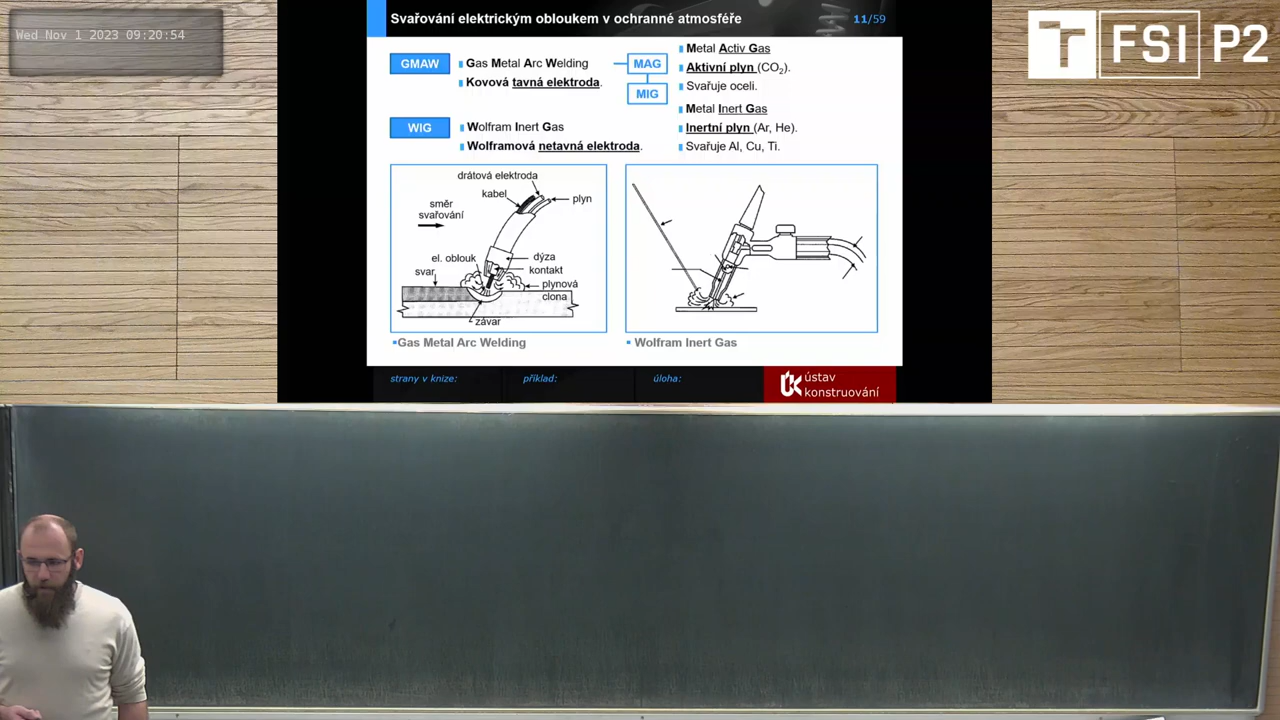 Wed Nov 1 2023 09:20:54
Svařování elektrickým obloukem v ochranné atmosféře
11/59
FSI P2
GMAW
Gas Metal Arc Welding
Kovová tavná elektroda.
MAG
MIG
Metal Activ Gas
Aktivní plyn (CO₂).
Svařuje oceli.
Metal Inert Gas
Inertní plyn (Ar, He).
Svařuje Al, Cu, Ti.
WIG
Wolfram Inert Gas
Wolframová netavná elektroda.
drátová elektroda
kabel
plyn
směr
svařování
el. oblouk
dýza
svar
kontakt
plynová
clona
závar
Gas Metal Arc Welding
Wolfram Inert Gas
strany v knize:
příklad:
úloha:
ústav
konstruování